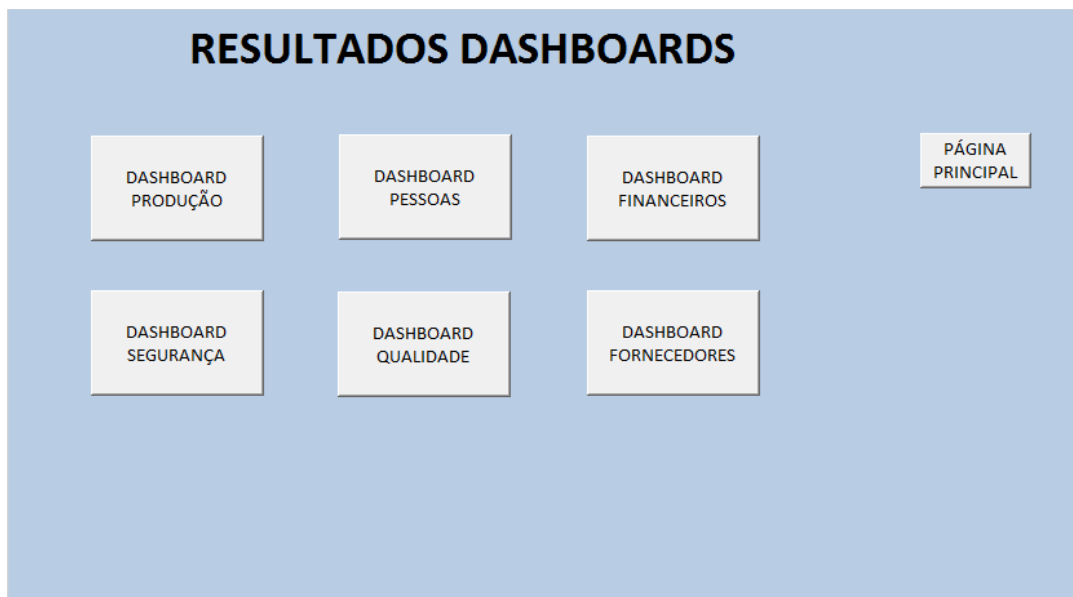 RESULTADOS DASHBOARDS
DASHBOARD
PRODUÇÃO
DASHBOARD
PESSOAS
DASHBOARD
FINANCEIROS
PÁGINA
PRINCIPAL
DASHBOARD
SEGURANÇA
DASHBOARD
QUALIDADE
DASHBOARD
FORNECEDORES